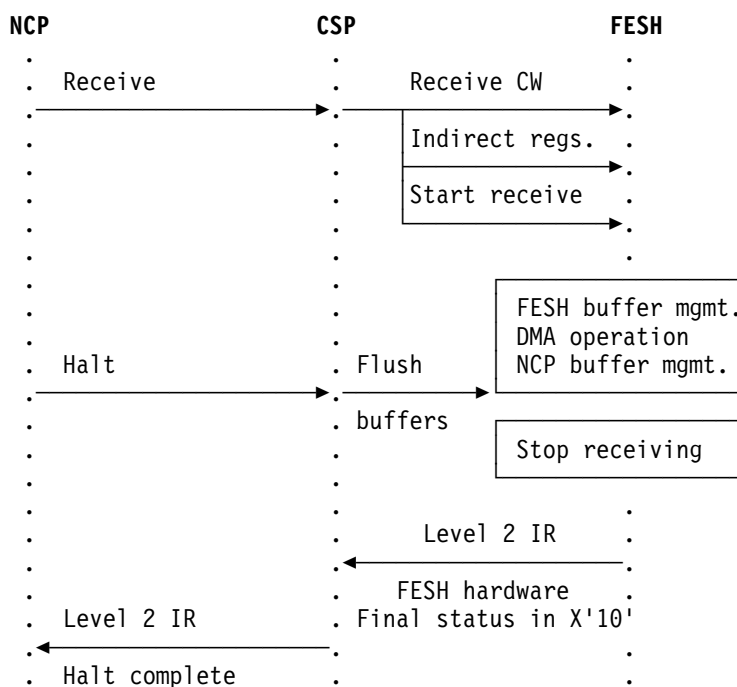 NCP CSP FESH
Receive Receive CW
Indirect regs.
Start receive
FESH buffer mgmt.
DMA operation
Halt Flush NCP buffer mgmt.
buffers
Stop receiving
Level 2 IR
FESH hardware
Level 2 IR Final status in X'10'
Halt complete